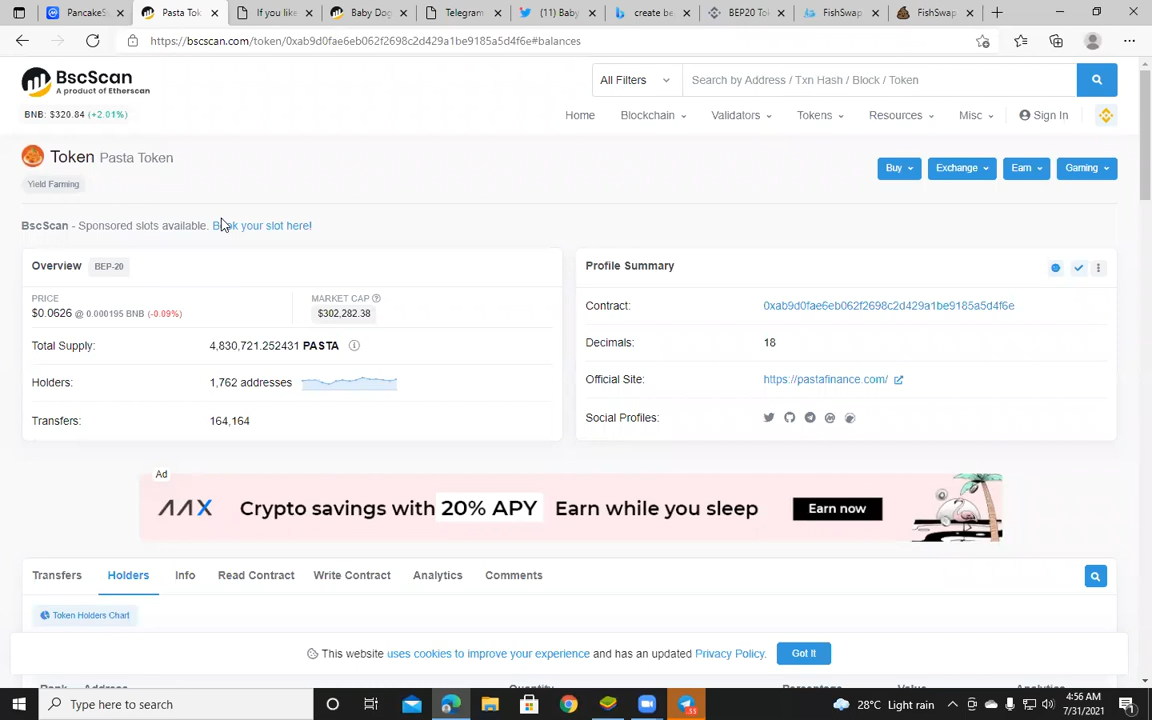 PancakeS
Pasta Tok
If you like
Baby Dog
Telegram
(11) Baby
create be
BEP20 To
FishSwap
FishSwap
https://bscscan.com/token/0xab9d0fae6eb062f2698c2d429a1be9185a5d4f6e#balances
BscScan
A product of Etherscan
All Filters
Search by Address / Txn Hash / Block / Token
BNB: $320.84 (+2.01%)
Home Blockchain Validators Tokens Resources Misc Sign In
Token Pasta Token
Yield Farming
Buy Exchange Earn Gaming
BscScan - Sponsored slots available. Book your slot here!
Overview BEP-20
PRICE
$0.0626 @ 0.000195 BNB (-0.09%)
MARKET CAP
$302,282.38
Total Supply: 4,830,721.252431 PASTA
Holders: 1,762 addresses
Transfers: 164,164
Profile Summary
Contract: 0xab9d0fae6eb062f2698c2d429a1be9185a5d4f6e
Decimals: 18
Official Site: https://pastafinance.com/
Social Profiles:
Ad
AAX Crypto savings with 20% APY Earn while you sleep Earn now
Transfers Holders Info Read Contract Write Contract Analytics Comments
Token Holders Chart
This website uses cookies to improve your experience and has an updated Privacy Policy. Got It
Rank Address Quantity Percentage Value Analytics
Type here to search
28°C Light rain
4:56 AM
7/31/2021